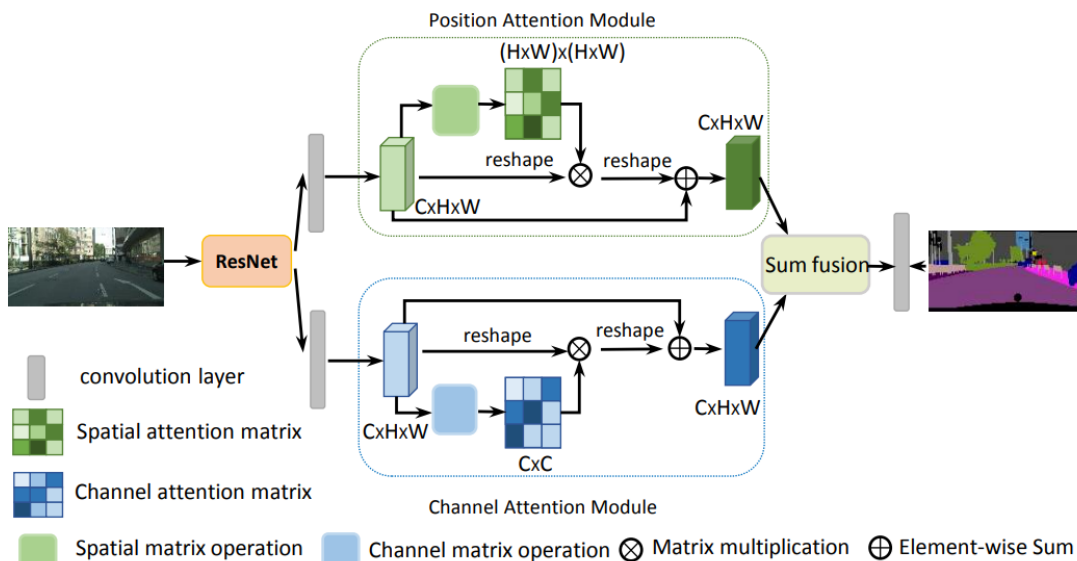 Position Attention Module
(HxW)x(HxW)
CxHxW
reshape
reshape
CxHxW
ResNet
Sum fusion
reshape
reshape
CxHxW
CxHxW
CxC
Channel Attention Module
convolution layer
Spatial attention matrix
Channel attention matrix
Spatial matrix operation
Channel matrix operation
Matrix multiplication
Element-wise Sum